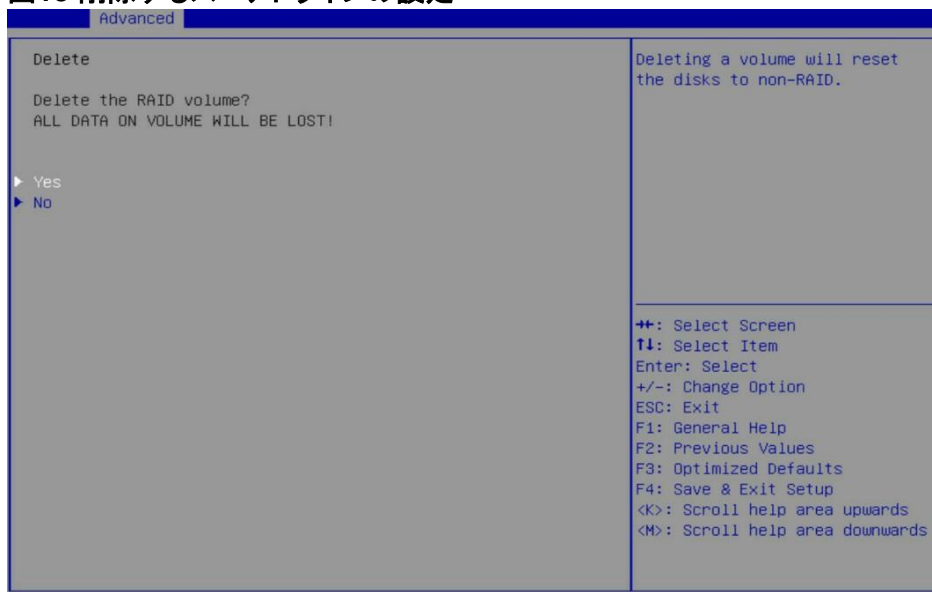 Advanced
Delete
Delete the RAID volume?
ALL DATA ON VOLUME WILL BE LOST!
▶ Yes
▶ No
Deleting a volume will reset
the disks to non-RAID.
→←: Select Screen
↑↓: Select Item
Enter: Select
+/-: Change Option
ESC: Exit
F1: General Help
F2: Previous Values
F3: Optimized Defaults
F4: Save & Exit Setup
<K>: Scroll help area upwards
<M>: Scroll help area downwards